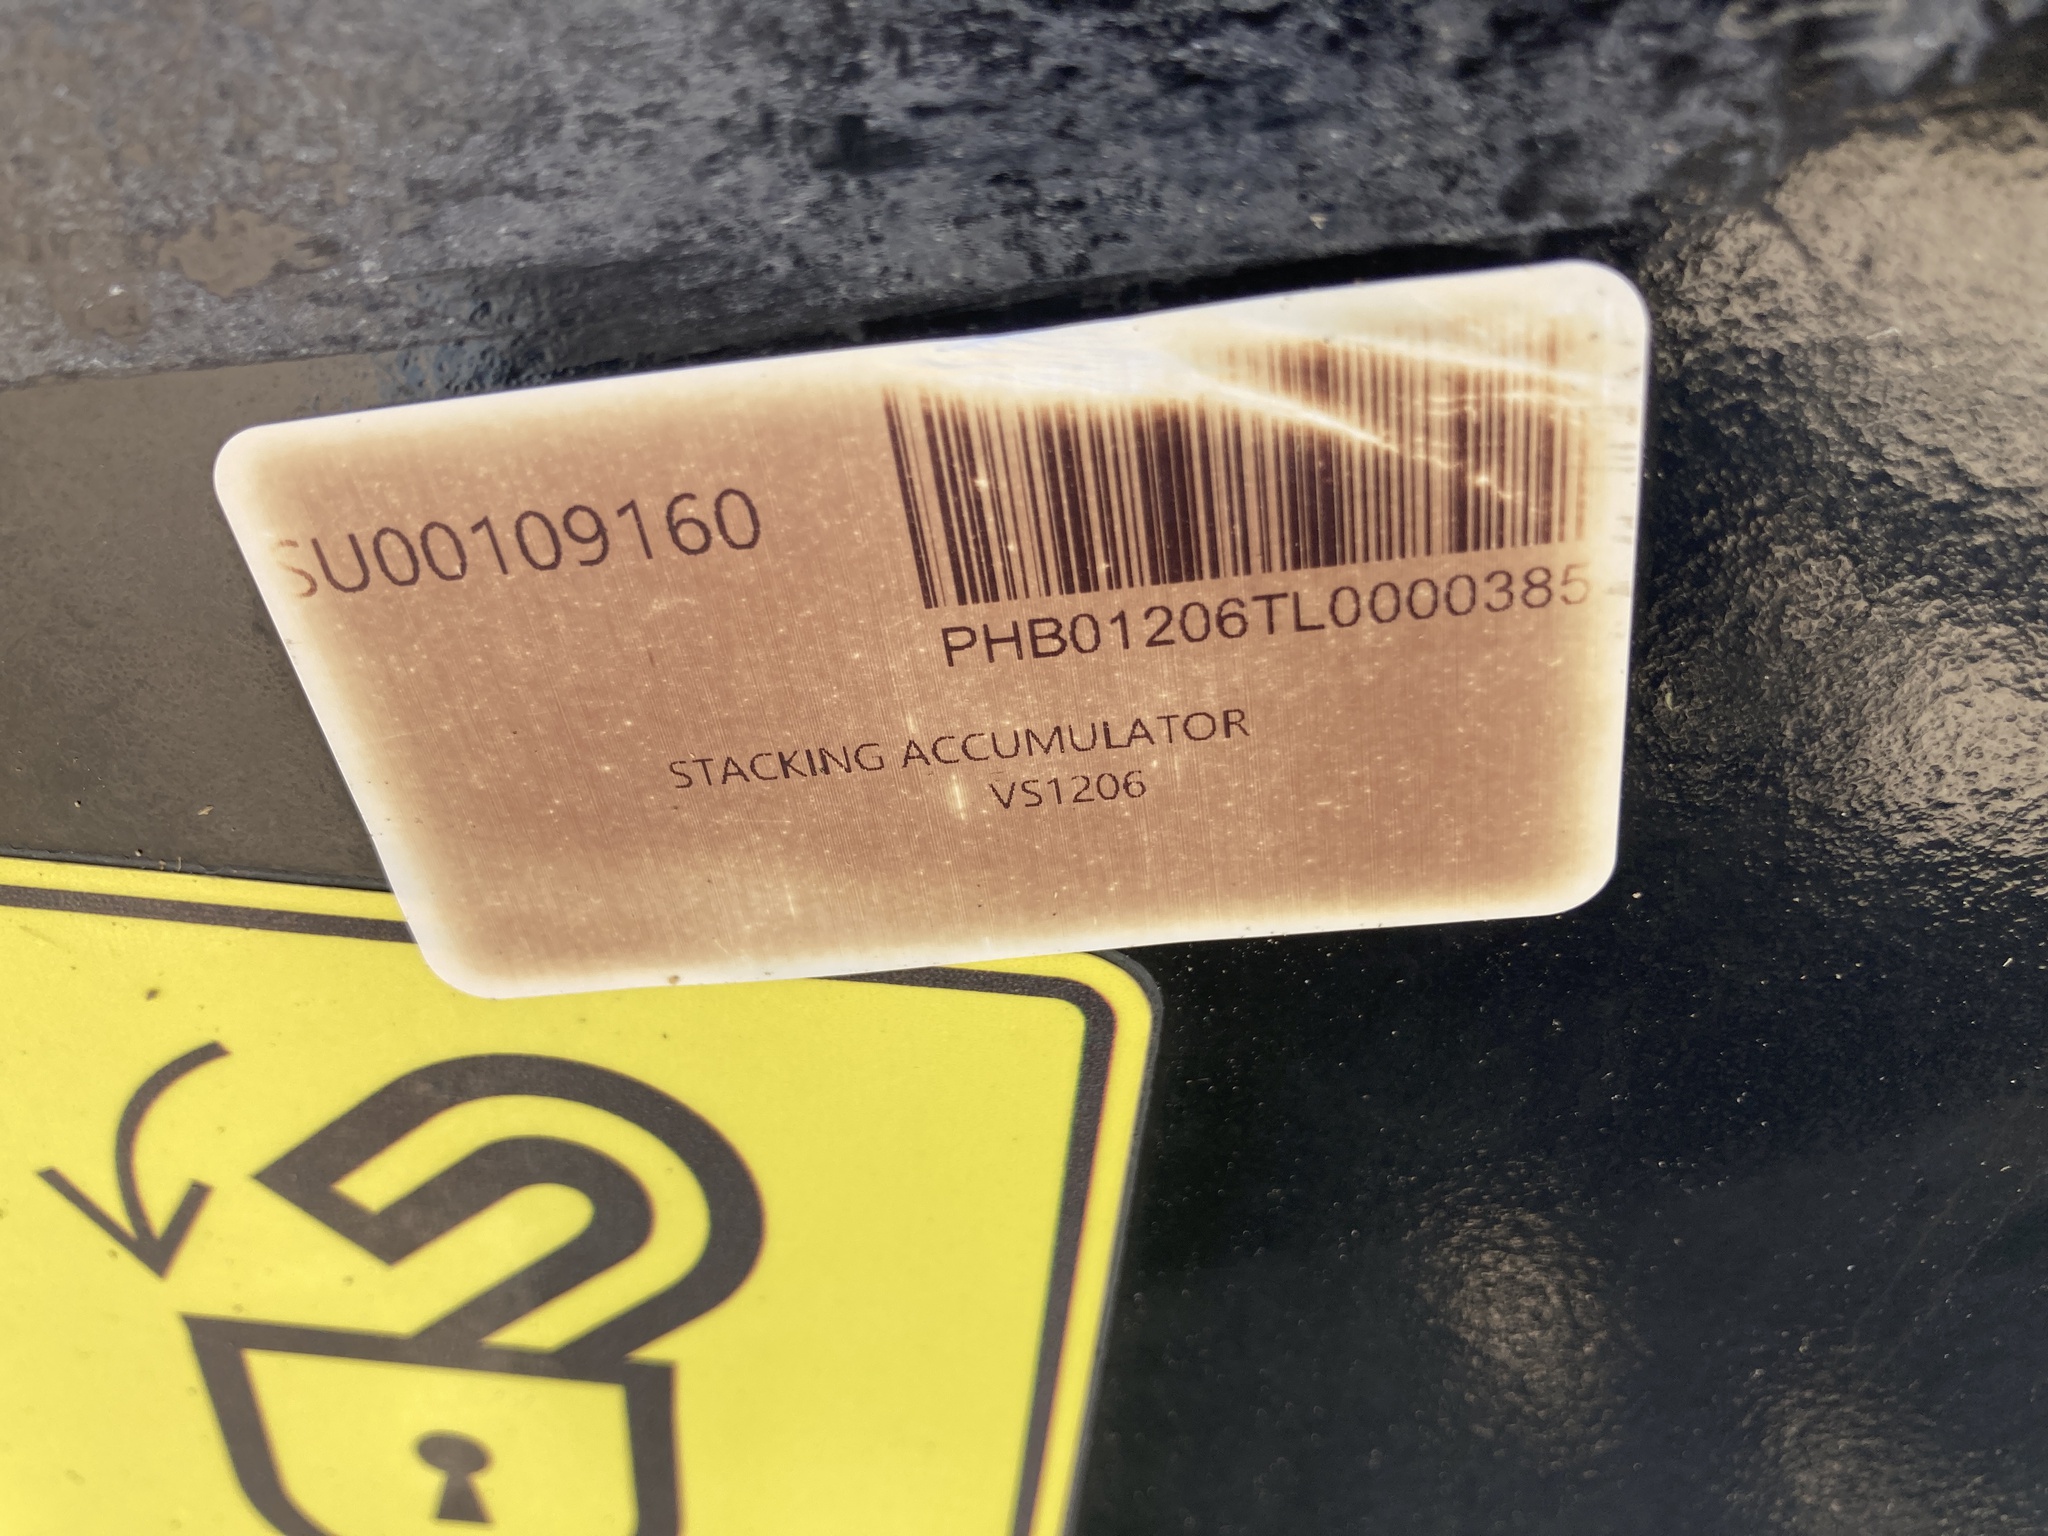 SU00109160
PHB01206TL0000385
STACKING ACCUMULATOR
VS1206